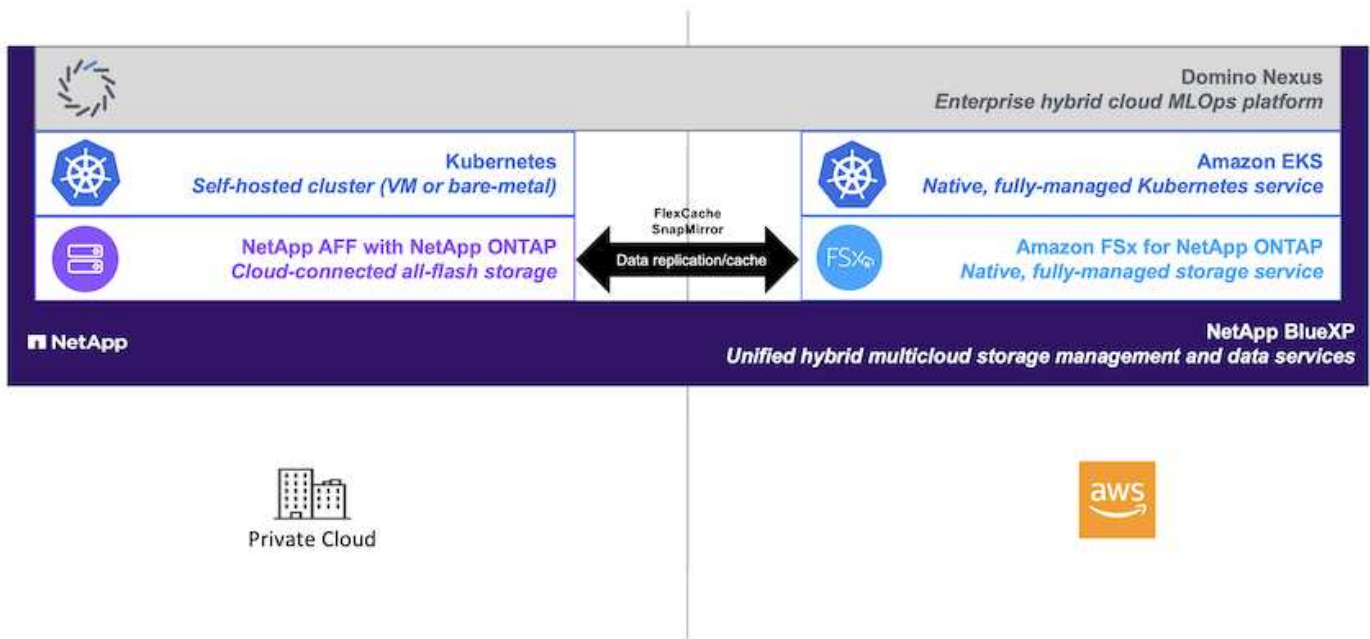 Domino Nexus
Enterprise hybrid cloud MLOps platform
Kubernetes
Self-hosted cluster (VM or bare-metal)
Amazon EKS
Native, fully-managed Kubernetes service
FlexCache
SnapMirror
Data replication/cache
NetApp AFF with NetApp ONTAP
Cloud-connected all-flash storage
FSx
Amazon FSx for NetApp ONTAP
Native, fully-managed storage service
NetApp
NetApp BlueXP
Unified hybrid multicloud storage management and data services
Private Cloud
aws